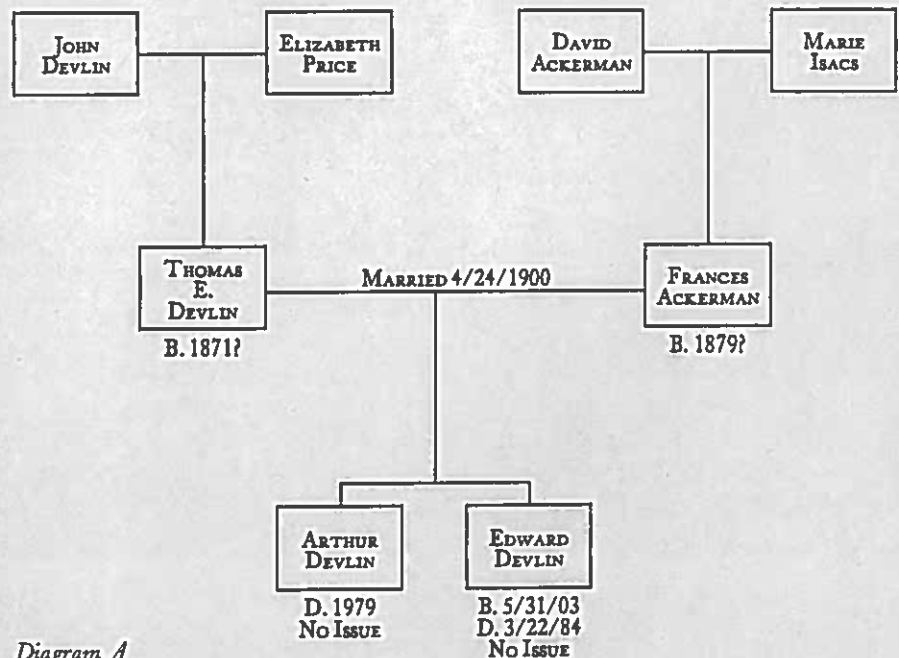 JOHN
DEVLIN
ELIZABETH
PRICE
DAVID
ACKERMAN
MARIE
ISACS
THOMAS
E.
DEVLIN
B. 1871?
MARRIED 4/24/1900
FRANCES
ACKERMAN
B. 1879?
ARTHUR
DEVLIN
D. 1979
NO ISSUE
EDWARD
DEVLIN
B. 5/31/03
D. 3/22/84
NO ISSUE
Diagram A